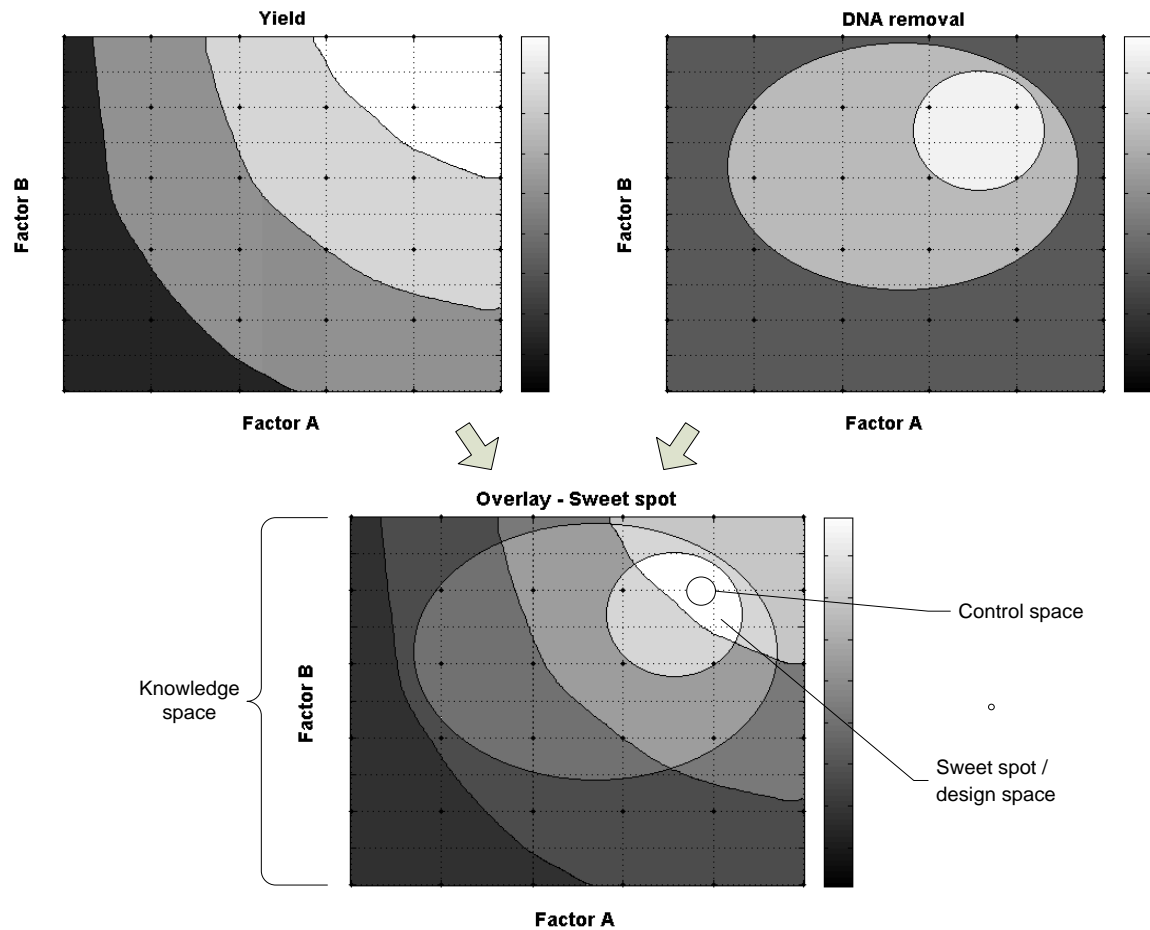 Yield
DNA removal
Factor B
Factor B
Factor A
Factor A
Overlay - Sweet spot
Control space
Knowledge
space
Factor B
Sweet spot /
design space
Factor A